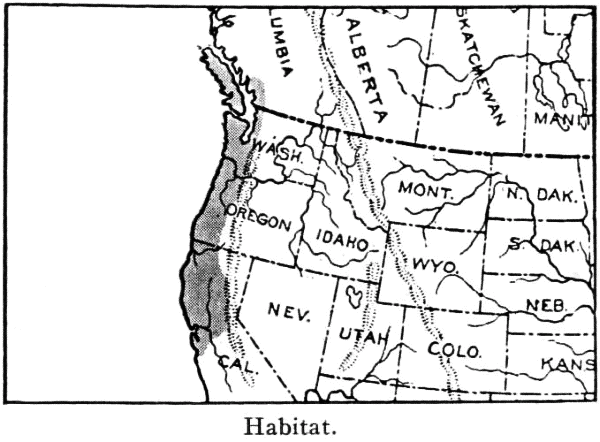 UMBIA
ALBERTA
SKATCHEWAN
MANIT
WASH.
MONT.
N. DAK.
OREGON
IDAHO
S. DAK.
WYO.
NEB.
NEV.
UTAH
COLO.
CAL.
KANS
Habitat.